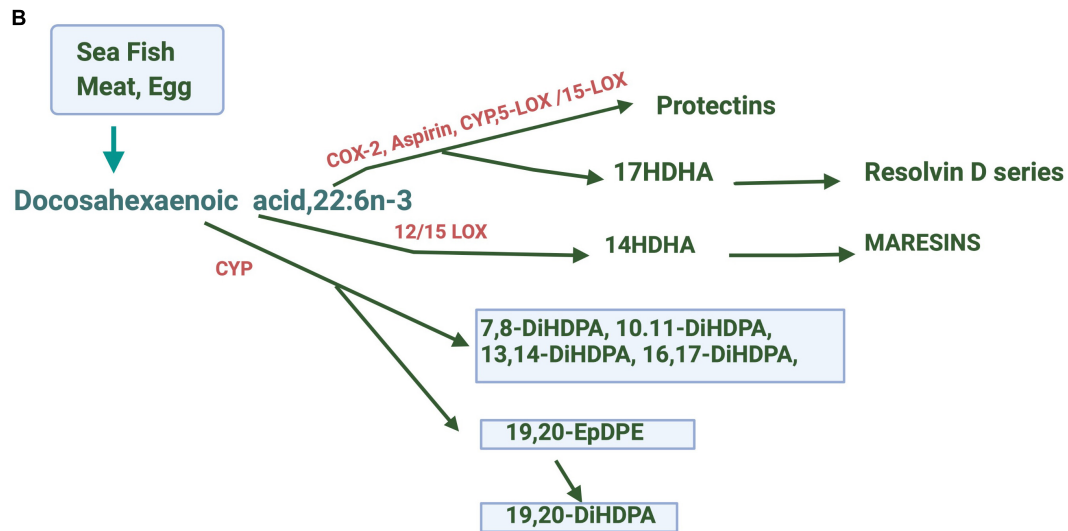 B
Sea Fish
Meat, Egg
COX-2, Aspirin, CYP,5-LOX /15-LOX
Protectins
17HDHA
Resolvin D series
Docosahexaenoic acid,22:6n-3
12/15 LOX
14HDHA
MARESINS
CYP
7,8-DiHDPA, 10.11-DiHDPA,
13,14-DiHDPA, 16,17-DiHDPA,
19,20-EpDPE
19,20-DiHDPA